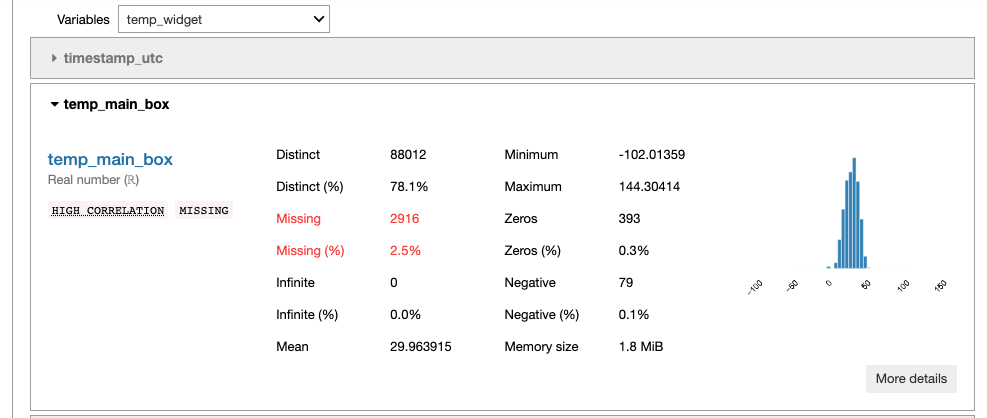 Variables temp_widget
timestamp_utc
temp_main_box
temp_main_box
Real number (ℝ)
HIGH CORRELATION MISSING
Distinct 88012
Distinct (%) 78.1%
Missing 2916
Missing (%) 2.5%
Infinite 0
Infinite (%) 0.0%
Mean 29.963915
Minimum -102.01359
Maximum 144.30414
Zeros 393
Zeros (%) 0.3%
Negative 79
Negative (%) 0.1%
Memory size 1.8 MiB
−100 −50 0 50 100 150
More details